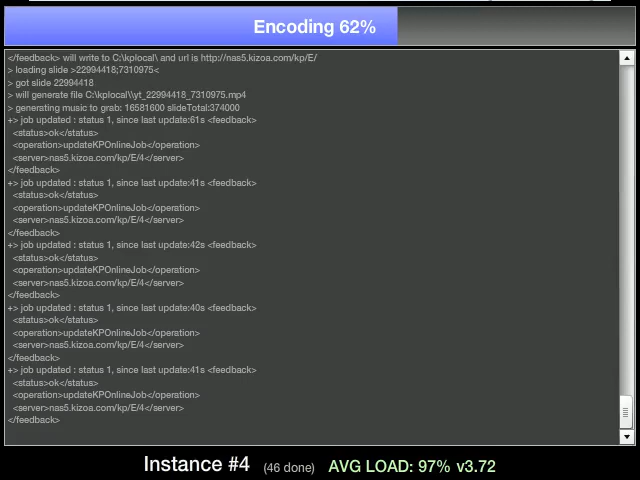 Encoding 62%
</feedback> will write to C:\kplocal\ and url is http://nas5.kizoa.com/kp/E/
> loading slide >22994418;7310975<
> got slide 22994418
> will generate file C:\kplocal\\yt_22994418_7310975.mp4
> generating music to grab: 16581600 slideTotal:374000
+> job updated : status 1, since last update:61s <feedback>
<status>ok</status>
<operation>updateKPOnlineJob</operation>
<server>nas5.kizoa.com/kp/E/4</server>
</feedback>
+> job updated : status 1, since last update:41s <feedback>
<status>ok</status>
<operation>updateKPOnlineJob</operation>
<server>nas5.kizoa.com/kp/E/4</server>
</feedback>
+> job updated : status 1, since last update:42s <feedback>
<status>ok</status>
<operation>updateKPOnlineJob</operation>
<server>nas5.kizoa.com/kp/E/4</server>
</feedback>
+> job updated : status 1, since last update:40s <feedback>
<status>ok</status>
<operation>updateKPOnlineJob</operation>
<server>nas5.kizoa.com/kp/E/4</server>
</feedback>
+> job updated : status 1, since last update:41s <feedback>
<status>ok</status>
<operation>updateKPOnlineJob</operation>
<server>nas5.kizoa.com/kp/E/4</server>
</feedback>
Instance #4 (46 done) AVG LOAD: 97% v3.72